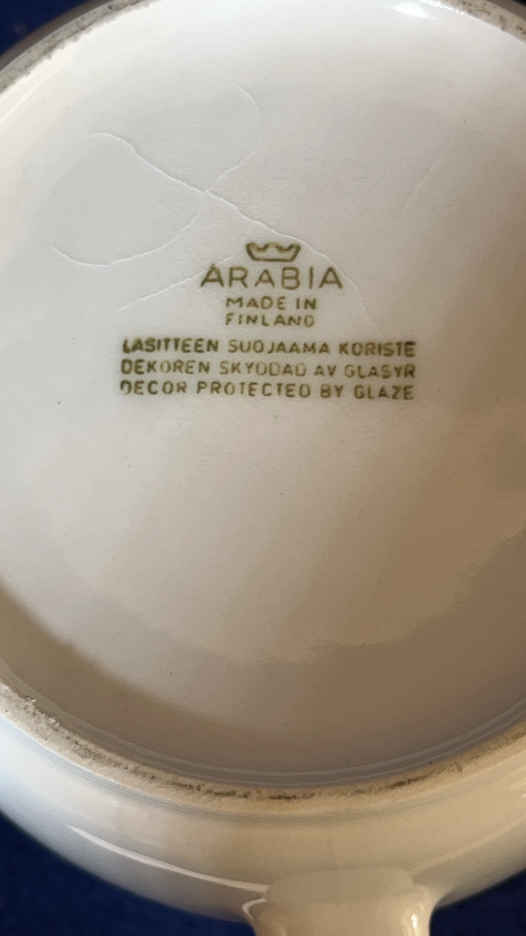 ARABIA
MADE IN
FINLAND
LASITTEEN SUOJAAMA KORISTE
DEKOREN SKYDDAD AV GLASYR
DECOR PROTECTED BY GLAZE